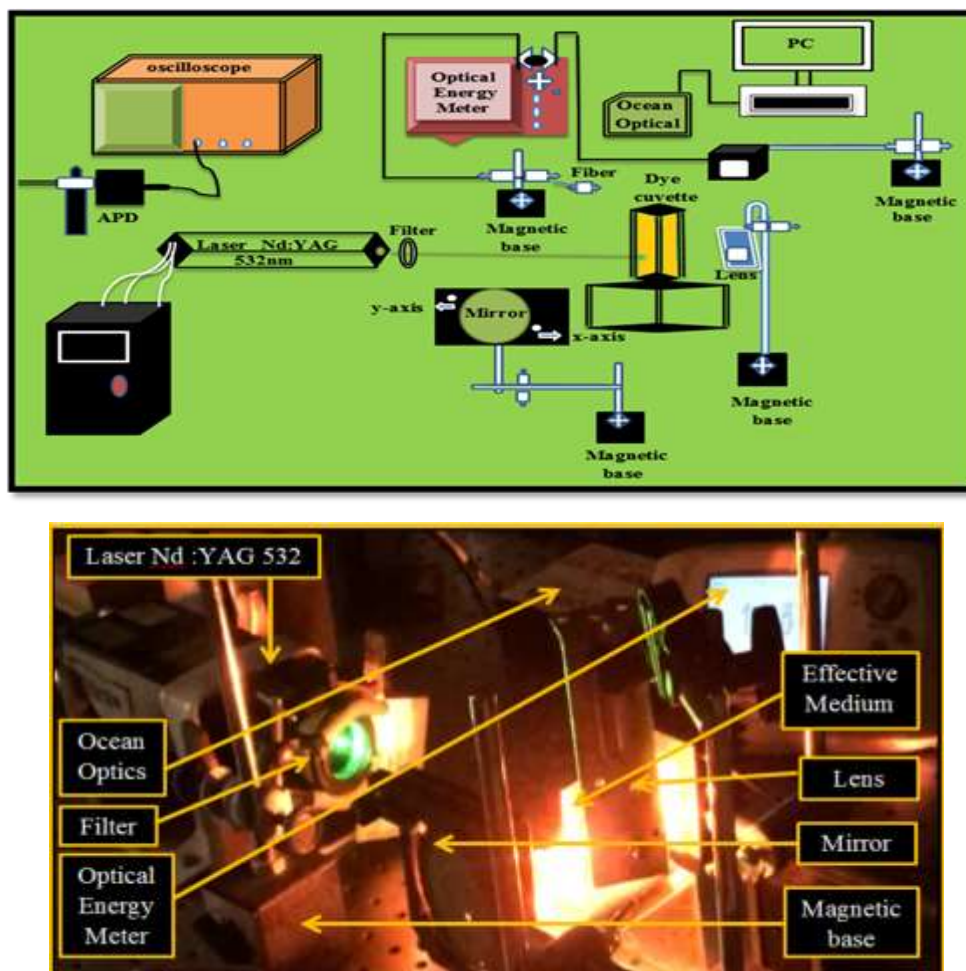 oscilloscope
Optical
Energy
Meter
PC
Ocean
Optical
APD
Fiber
Magnetic
base
Dye
cuvette
Magnetic
base
Filter
Laser Nd:YAG
532nm
Lens
y-axis
Mirror
x-axis
Magnetic
base
Magnetic
base
Laser Nd :YAG 532
Ocean
Optics
Filter
Optical
Energy
Meter
Effective
Medium
Lens
Mirror
Magnetic
base